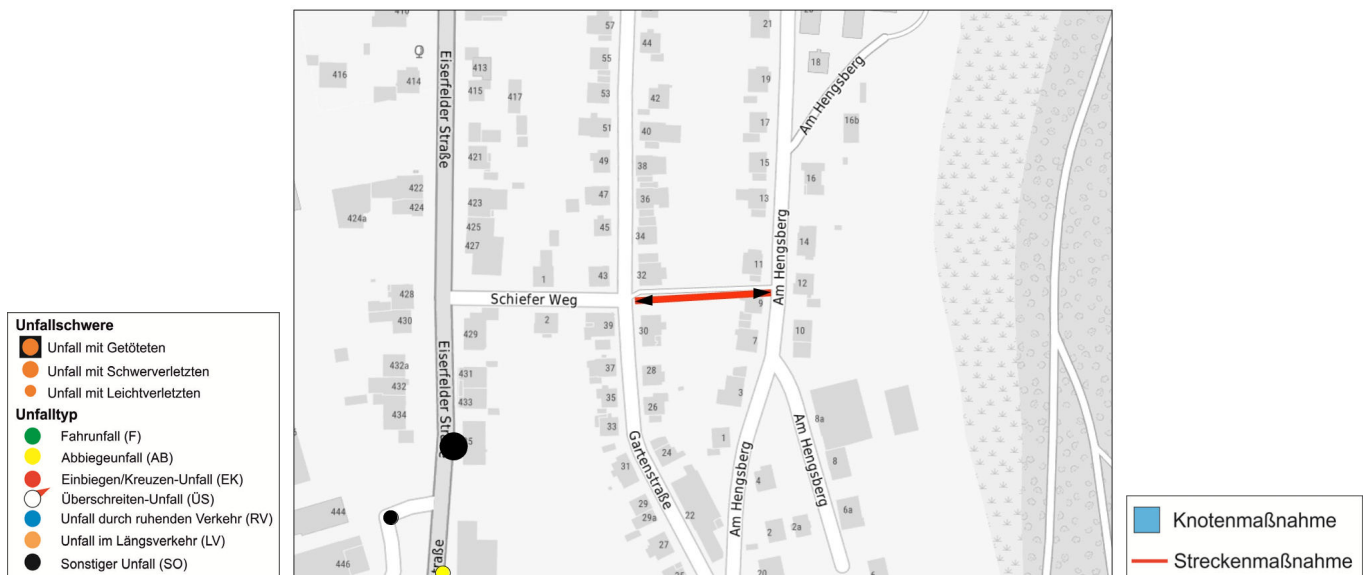 Unfallschwere
Unfall mit Getöteten
Unfall mit Schwerverletzten
Unfall mit Leichtverletzten
Unfalltyp
Fahrunfall (F)
Abbiegeunfall (AB)
Einbiegen/Kreuzen-Unfall (EK)
Überschreiten-Unfall (ÜS)
Unfall durch ruhenden Verkehr (RV)
Unfall im Längsverkehr (LV)
Sonstiger Unfall (SO)
57
21
44
55
18
416
414
413
415
417
19
53
42
Eiserfelder Straße
Am Hengsberg
51
40
17
16b
421
49
38
15
16
422
424
424a
423
47
36
13
425
427
45
34
14
Am Hengsberg
1
43
32
11
12
428
Schiefer Weg
9
430
2
39
30
10
429
7
Eiserfelder Straße
432a
432
434
431
433
37
28
35
26
3
33
8a
1
Gartenstraße
24
31
Am Hengsberg
Am Hengsberg
8
4
444
29
29a
22
6a
27
2
2a
446
20
Knotenmaßnahme
Streckenmaßnahme